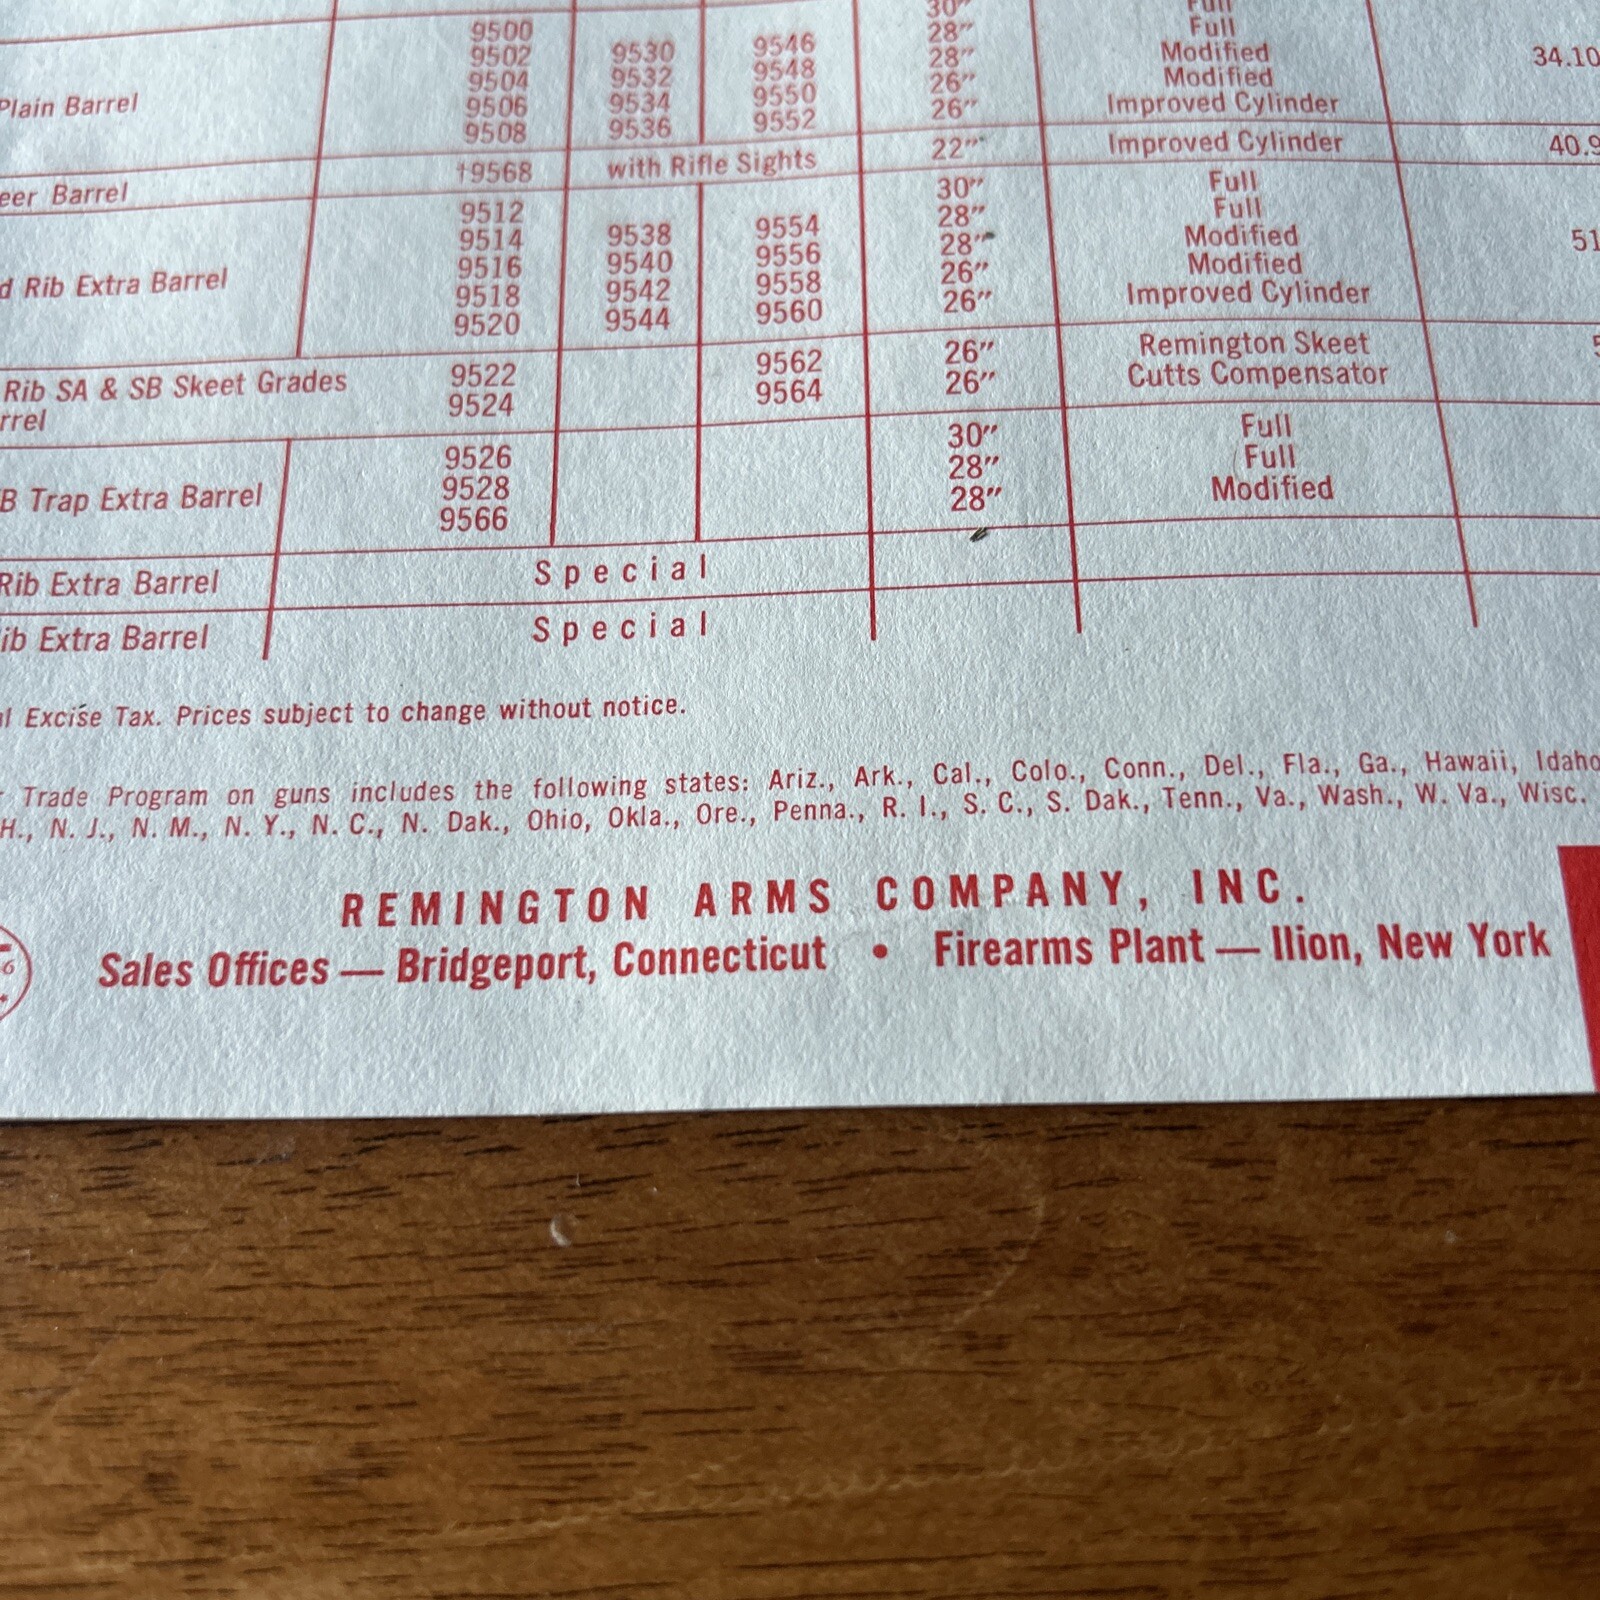 30″ Full
9500 28″ Full
9502 9530 9546 28″ Modified 34.10
9504 9532 9548 26″ Modified
Plain Barrel 9506 9534 9550 26″ Improved Cylinder
9508 9536 9552
†9568 with Rifle Sights 22″ Improved Cylinder 40.9
eer Barrel
9512 30″ Full
9514 9538 9554 28″ Full
d Rib Extra Barrel 9516 9540 9556 28″ Modified 51
9518 9542 9558 26″ Modified
9520 9544 9560 26″ Improved Cylinder
Rib SA & SB Skeet Grades 9522 9562 26″ Remington Skeet 5
rrel 9524 9564 26″ Cutts Compensator
9526 30″ Full
B Trap Extra Barrel 9528 28″ Full
9566 28″ Modified
Rib Extra Barrel Special
ib Extra Barrel Special
l Excise Tax. Prices subject to change without notice.
r Trade Program on guns includes the following states: Ariz., Ark., Cal., Colo., Conn., Del., Fla., Ga., Hawaii, Idaho
H., N. J., N. M., N. Y., N. C., N. Dak., Ohio, Okla., Ore., Penna., R. I., S. C., S. Dak., Tenn., Va., Wash., W. Va., Wisc.
REMINGTON ARMS COMPANY, INC.
Sales Offices — Bridgeport, Connecticut • Firearms Plant — Ilion, New York